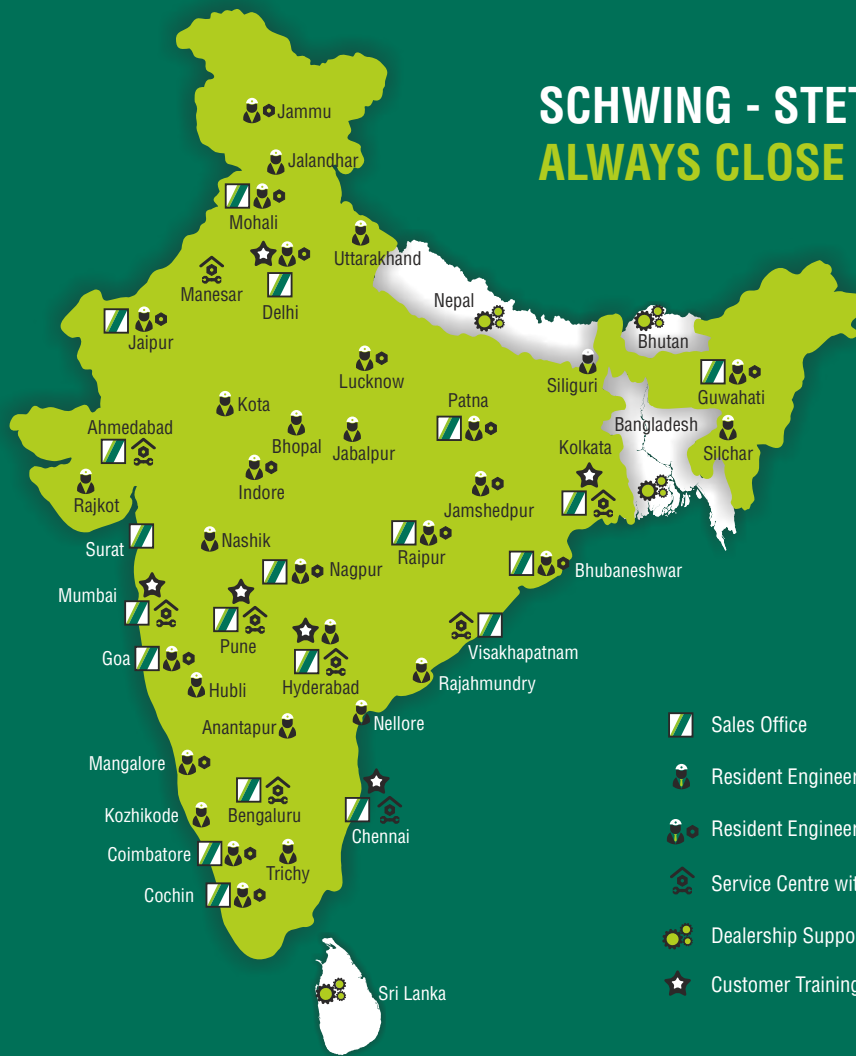 SCHWING - STET
ALWAYS CLOSE
Jammu
Jalandhar
Mohali
Uttarakhand
Manesar
Delhi
Nepal
Jaipur
Bhutan
Lucknow
Siliguri
Guwahati
Kota
Patna
Ahmedabad
Bhopal
Jabalpur
Bangladesh
Kolkata
Silchar
Indore
Rajkot
Jamshedpur
Surat
Nashik
Raipur
Nagpur
Bhubaneshwar
Mumbai
Pune
Visakhapatnam
Goa
Hyderabad
Rajahmundry
Hubli
Anantapur
Nellore
Mangalore
Kozhikode
Bengaluru
Chennai
Coimbatore
Trichy
Cochin
Sri Lanka
Sales Office
Resident Engineer
Resident Engineer
Service Centre wit
Dealership Suppo
Customer Training